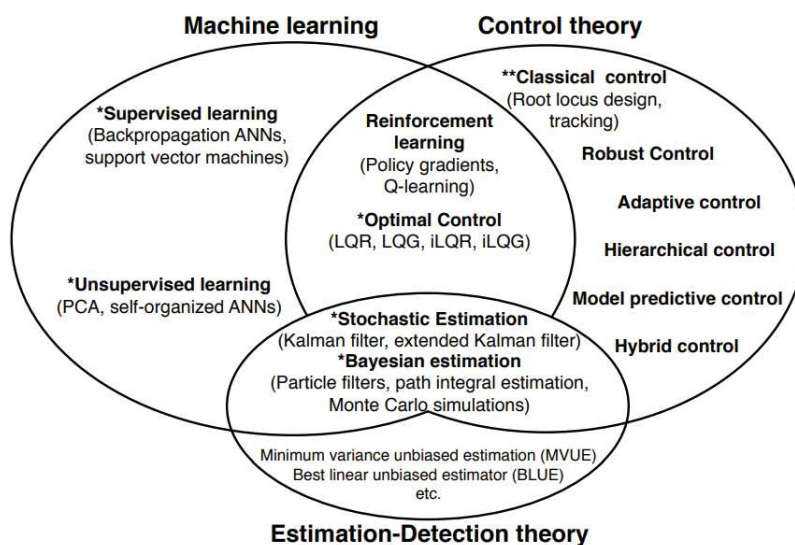 Machine learning
Control theory
*Supervised learning
(Backpropagation ANNs,
support vector machines)
*Unsupervised learning
(PCA, self-organized ANNs)
Reinforcement
learning
(Policy gradients,
Q-learning)
*Optimal Control
(LQR, LQG, iLQR, iLQG)
**Classical control
(Root locus design,
tracking)
Robust Control
Adaptive control
Hierarchical control
Model predictive control
Hybrid control
*Stochastic Estimation
(Kalman filter, extended Kalman filter)
*Bayesian estimation
(Particle filters, path integral estimation,
Monte Carlo simulations)
Minimum variance unbiased estimation (MVUE)
Best linear unbiased estimator (BLUE)
etc.
Estimation-Detection theory